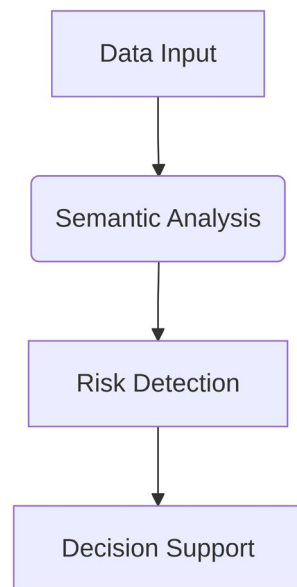 Data Input
Semantic Analysis
Risk Detection
Decision Support